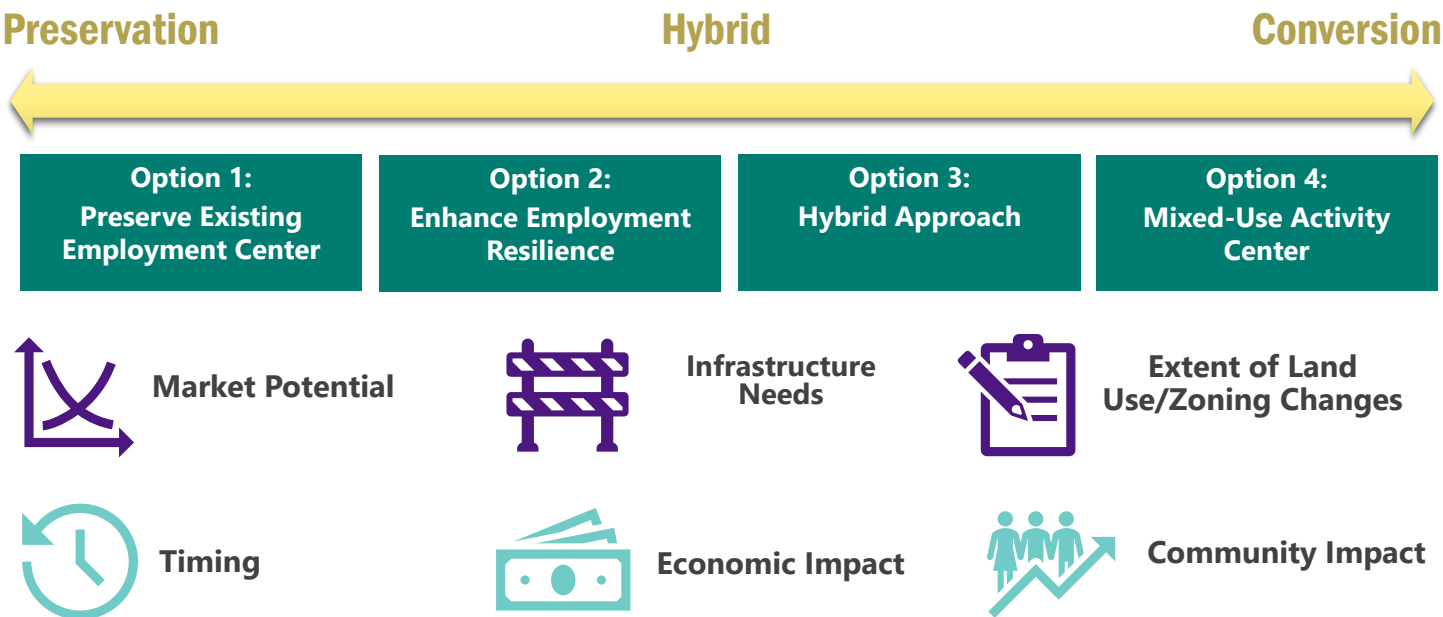 Preservation
Hybrid
Conversion
Option 1:
Preserve Existing
Employment Center
Option 2:
Enhance Employment
Resilience
Option 3:
Hybrid Approach
Option 4:
Mixed-Use Activity
Center
Market Potential
Infrastructure
Needs
Extent of Land
Use/Zoning Changes
Timing
Economic Impact
Community Impact